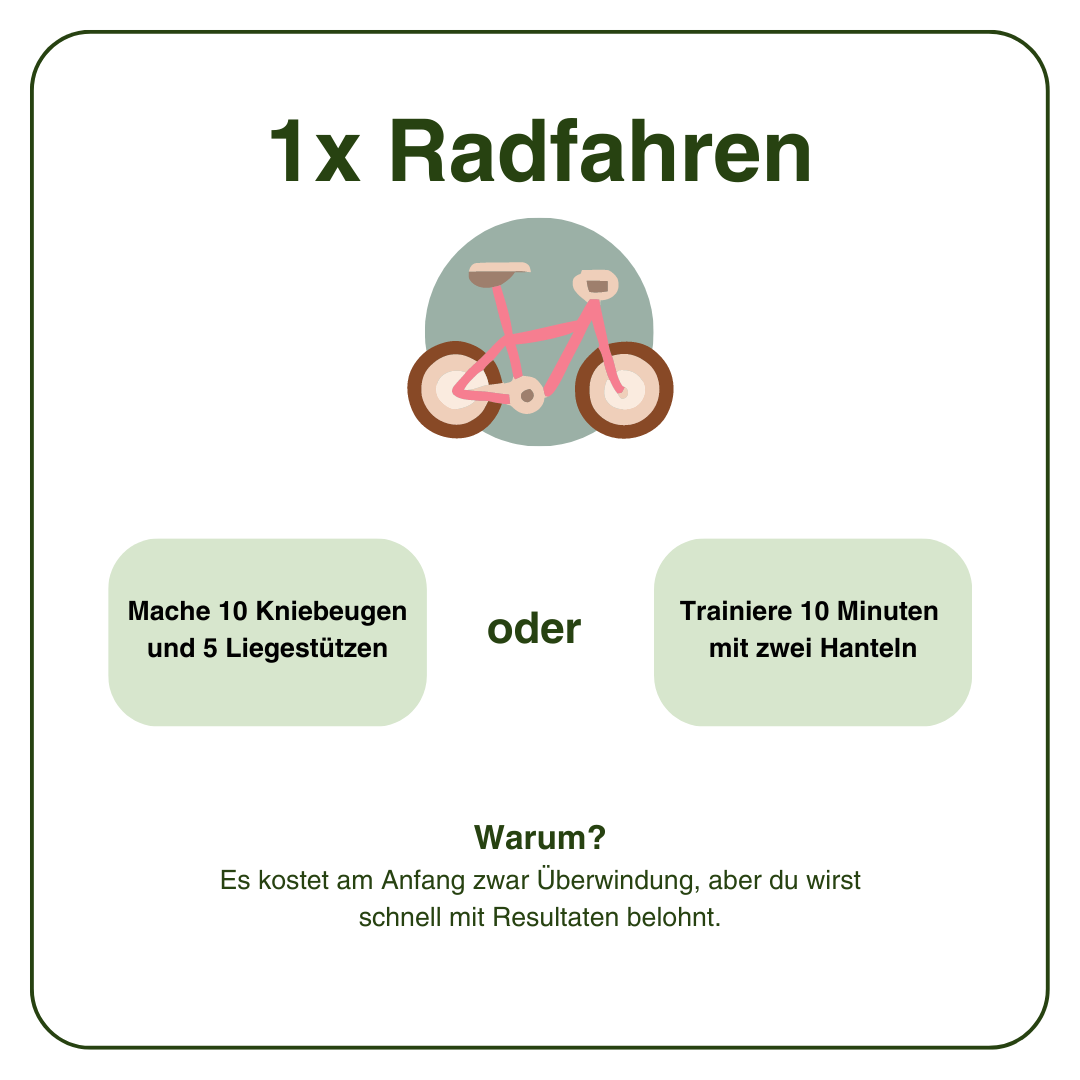 1x Radfahren
Mache 10 Kniebeugen
und 5 Liegestützen
oder
Trainiere 10 Minuten
mit zwei Hanteln
Warum?
Es kostet am Anfang zwar Überwindung, aber du wirst
schnell mit Resultaten belohnt.